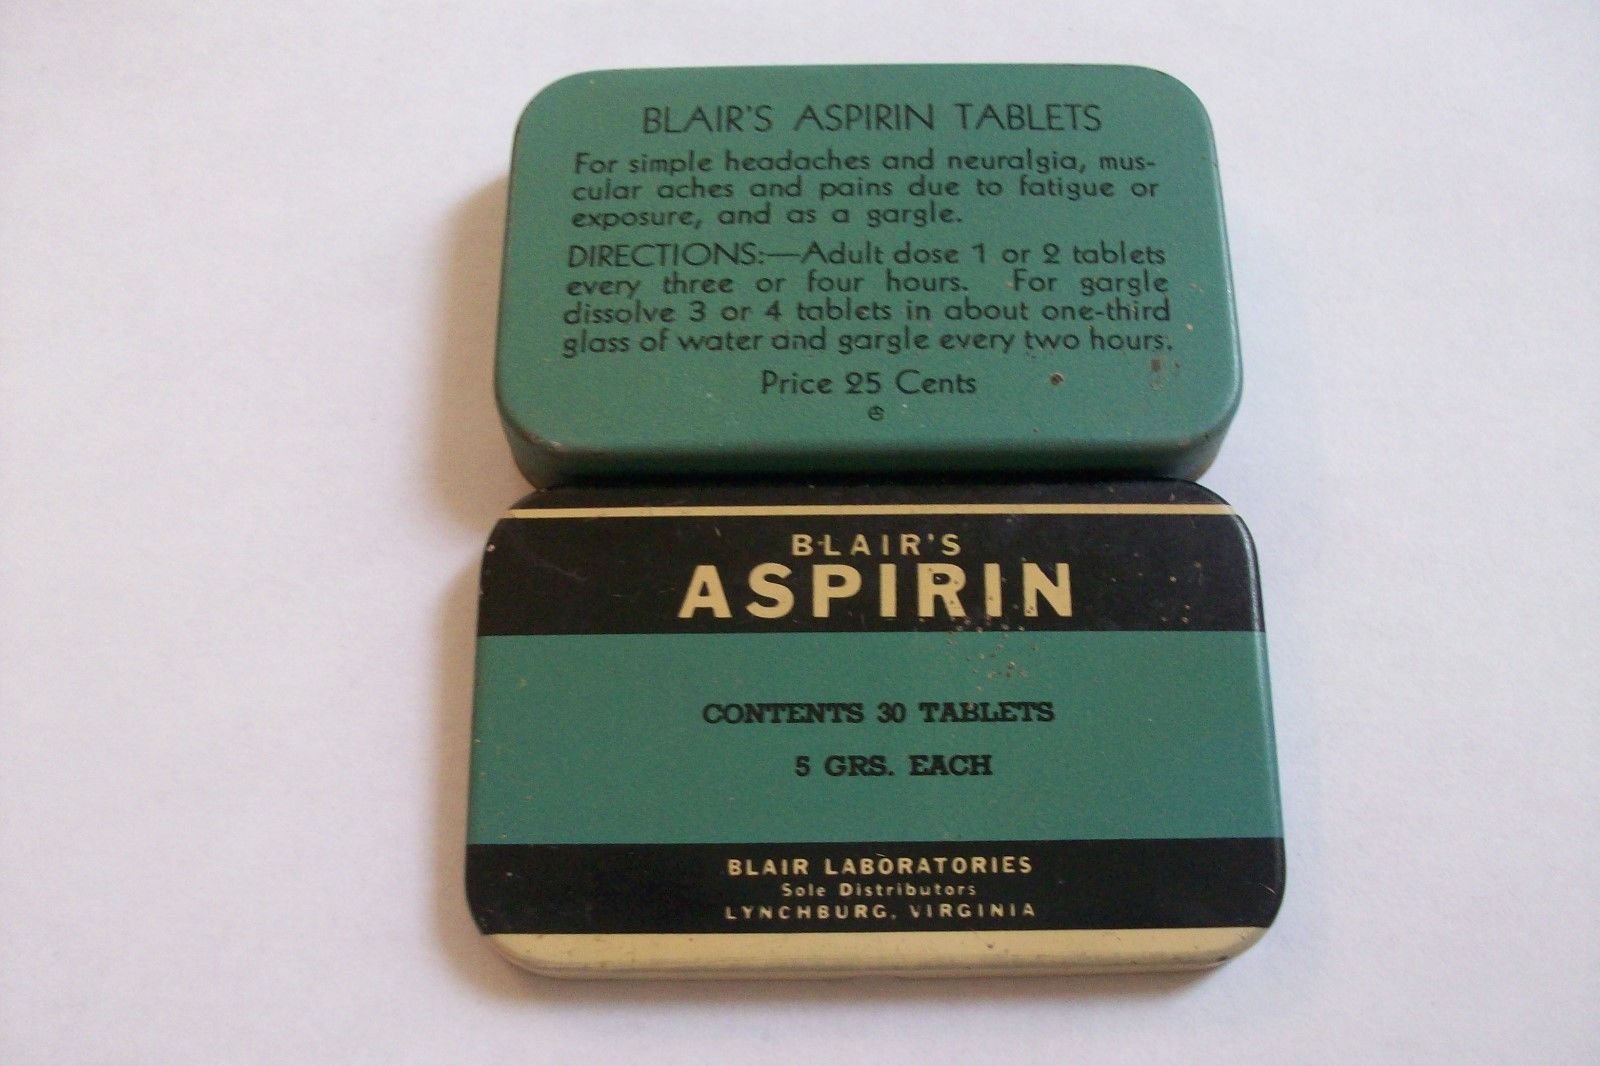 BLAIR'S ASPIRIN TABLETS
For simple headaches and neuralgia, mus-
cular aches and pains due to fatigue or
exposure, and as a gargle.
DIRECTIONS:—Adult dose 1 or 2 tablets
every three or four hours. For gargle
dissolve 3 or 4 tablets in about one-third
glass of water and gargle every two hours.
Price 25 Cents
BLAIR'S
ASPIRIN
CONTENTS 30 TABLETS
5 GRS. EACH
BLAIR LABORATORIES
Sole Distributors
LYNCHBURG, VIRGINIA